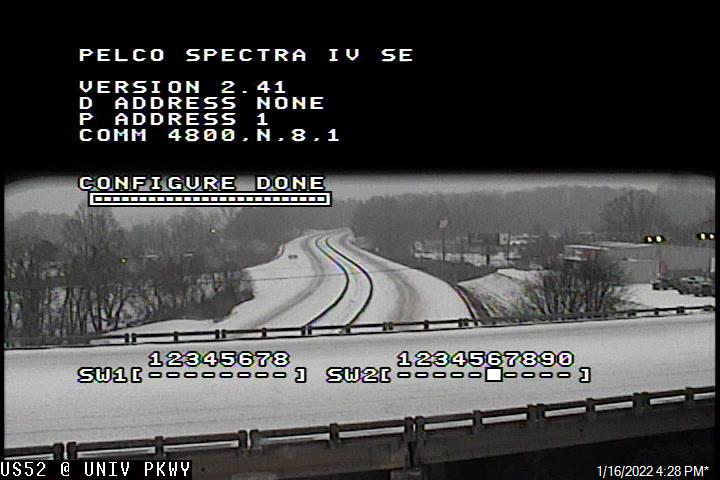 PELCO SPECTRA IV SE
VERSION 2.41
D ADDRESS NONE
P ADDRESS 1
COMM 4800,N,8,1
CONFIGURE DONE
12345678 1234567890
SW1[--------] SW2[-----■----]
US52 @ UNIV PKWY
1/16/2022 4:28 PM*